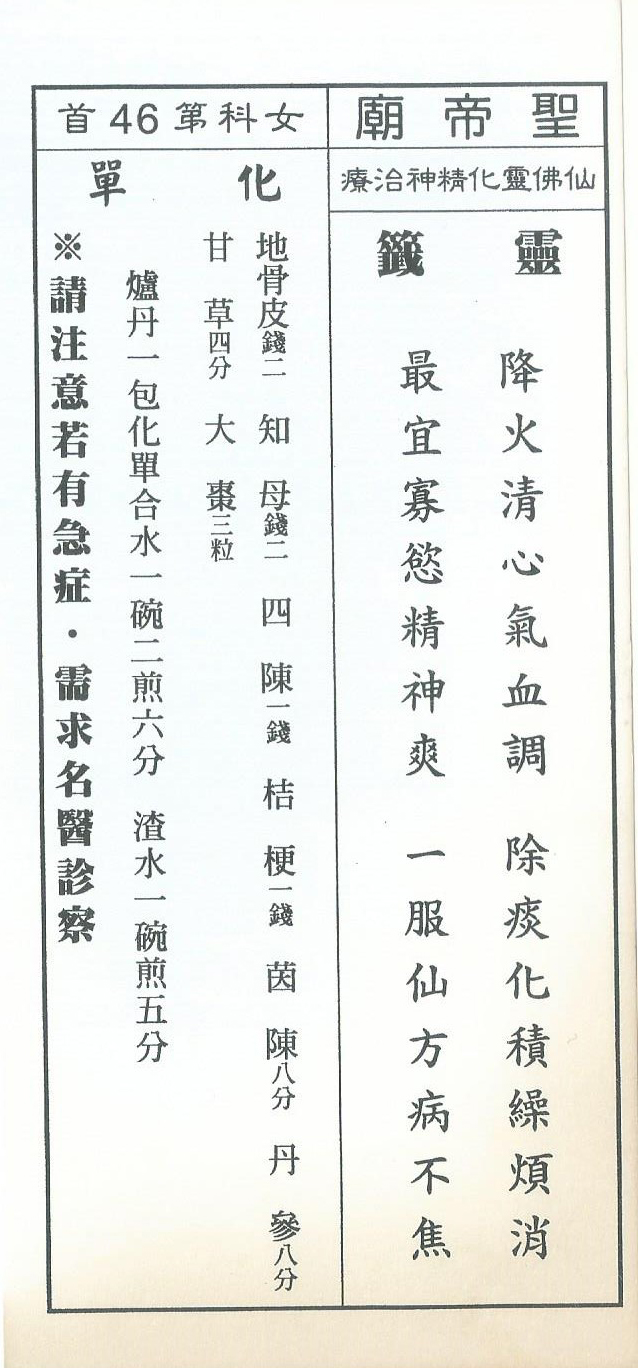 聖帝廟
仙佛靈化精神治療
靈籤
降火清心氣血調 除痰化積繰煩消
最宜寡慾精神爽 一服仙方病不焦
女科第46首
化單
地骨皮錢二 知母錢二 四陳一錢 桔梗一錢 茵陳八分 丹參八分
甘草四分 大棗三粒
爐丹一包化單合水一碗二煎六分 渣水一碗煎五分
※請注意若有急症．需求名醫診察